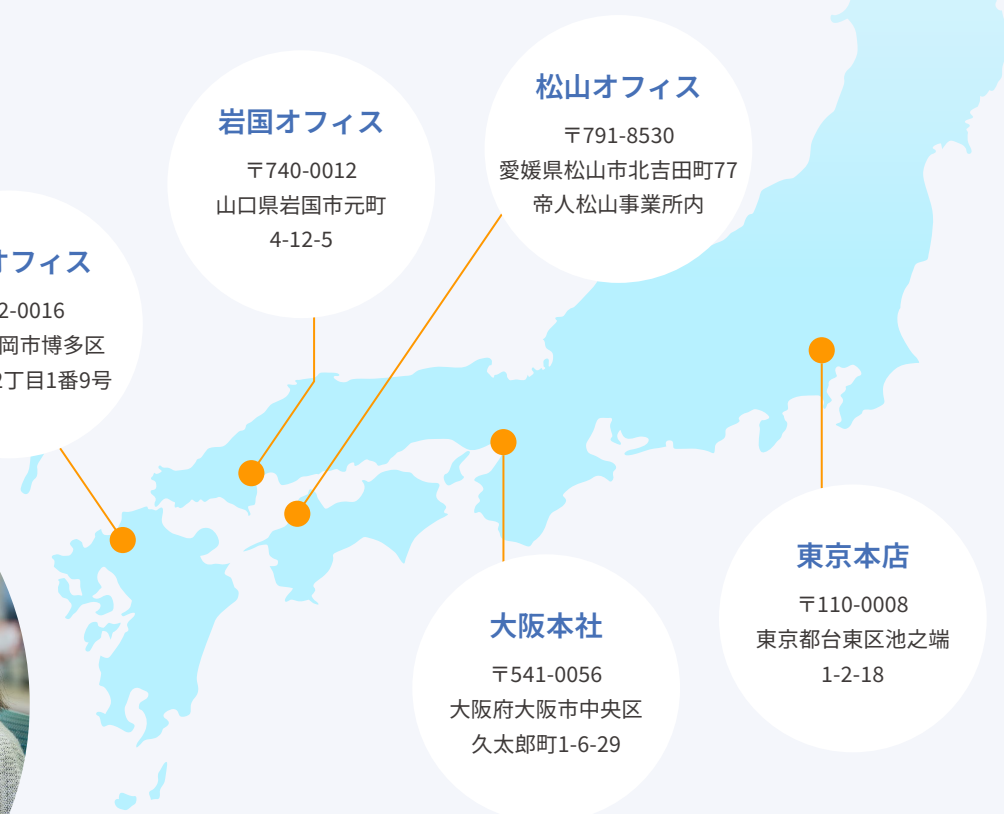 松山オフィス
〒791-8530
愛媛県松山市北吉田町77
帝人松山事業所内
岩国オフィス
〒740-0012
山口県岩国市元町
4-12-5
オフィス
2-0016
岡市博多区
2丁目1番9号
東京本店
〒110-0008
東京都台東区池之端
1-2-18
大阪本社
〒541-0056
大阪府大阪市中央区
久太郎町1-6-29